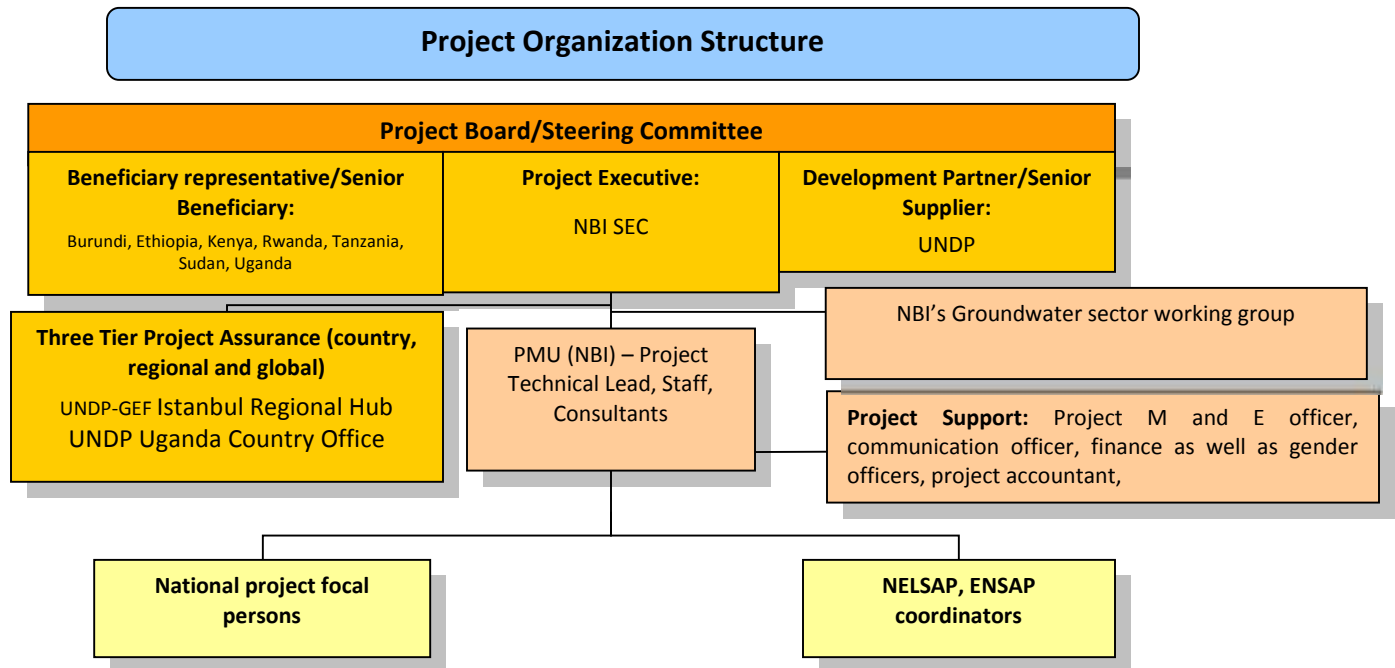 Project Organization Structure
Project Board/Steering Committee
Beneficiary representative/Senior
Beneficiary:
Burundi, Ethiopia, Kenya, Rwanda, Tanzania,
Sudan, Uganda
Project Executive:
NBI SEC
Development Partner/Senior
Supplier:
UNDP
Three Tier Project Assurance (country,
regional and global)
UNDP-GEF Istanbul Regional Hub
UNDP Uganda Country Office
PMU (NBI) – Project
Technical Lead, Staff,
Consultants
NBI’s Groundwater sector working group
Project Support: Project M and E officer,
communication officer, finance as well as gender
officers, project accountant,
National project focal
persons
NELSAP, ENSAP
coordinators